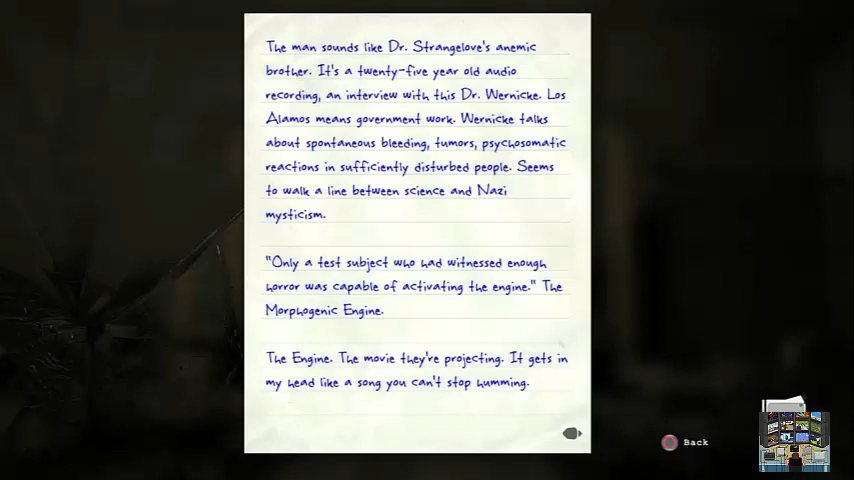 The man sounds like Dr. Strangelove's anemic
brother. It's a twenty-five year old audio
recording, an interview with this Dr. Wernicke. Los
Alamos means government work. Wernicke talks
about spontaneous bleeding, tumors, psychosomatic
reactions in sufficiently disturbed people. Seems
to walk a line between science and Nazi
mysticism.
"Only a test subject who had witnessed enough
horror was capable of activating the engine." The
Morphogenic Engine.
The Engine. The movie they're projecting. It gets in
my head like a song you can't stop humming.
Back